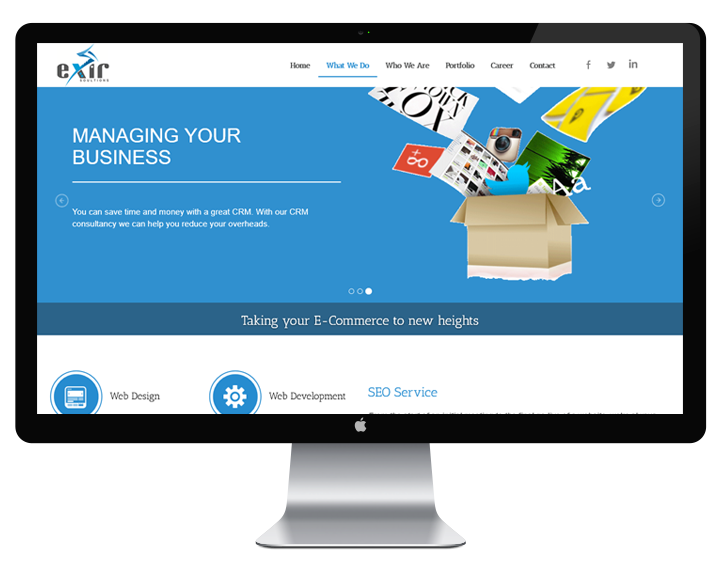 exir
SOLUTIONS
Home What We Do Who We Are Portfolio Career Contact
f in
MANAGING YOUR
BUSINESS
You can save time and money with a great CRM. With our CRM
consultancy we can help you reduce your overheads.
g+
4a
Taking your E-Commerce to new heights
Web Design
Web Development
SEO Service